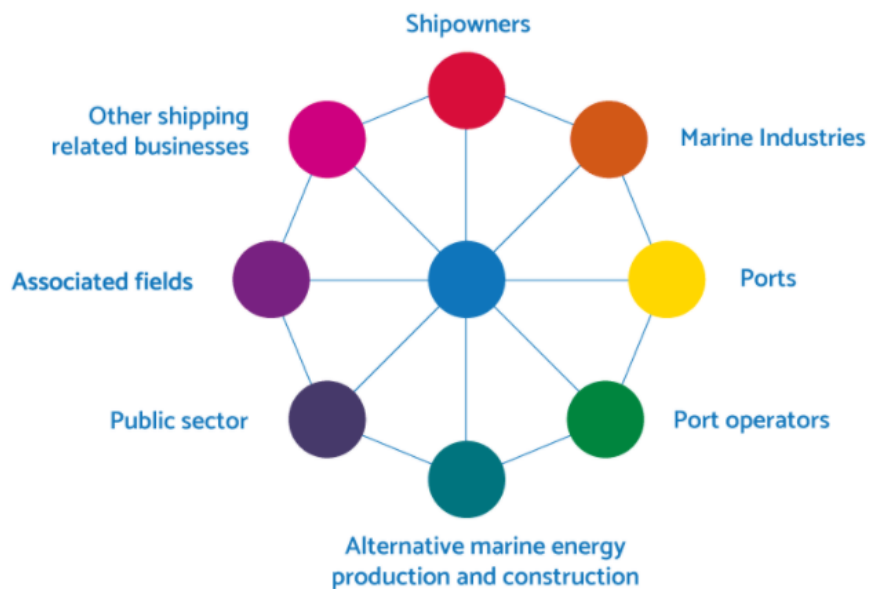 Shipowners
Other shipping
related businesses
Marine Industries
Associated fields
Ports
Public sector
Port operators
Alternative marine energy
production and construction